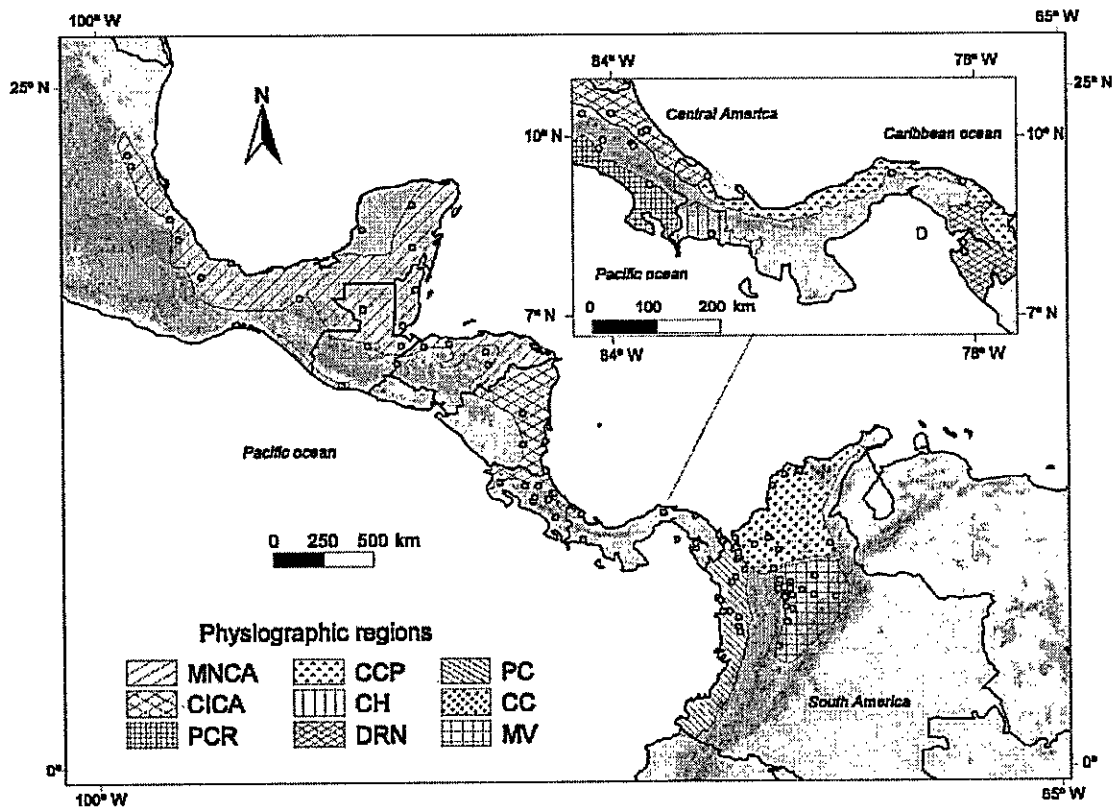 100° W
65° W
25° N
25° N
N
84° W
78° W
Central America
Caribbean ocean
10° N
10° N
D
Pacific ocean
0 100 200 km
7° N
7° N
84° W
78° W
Pacific ocean
0 250 500 km
Physiographic regions
MNCA CCP PC
CICA CH CC
PCR DRN MV
South America
0°
0°
100° W
65° W